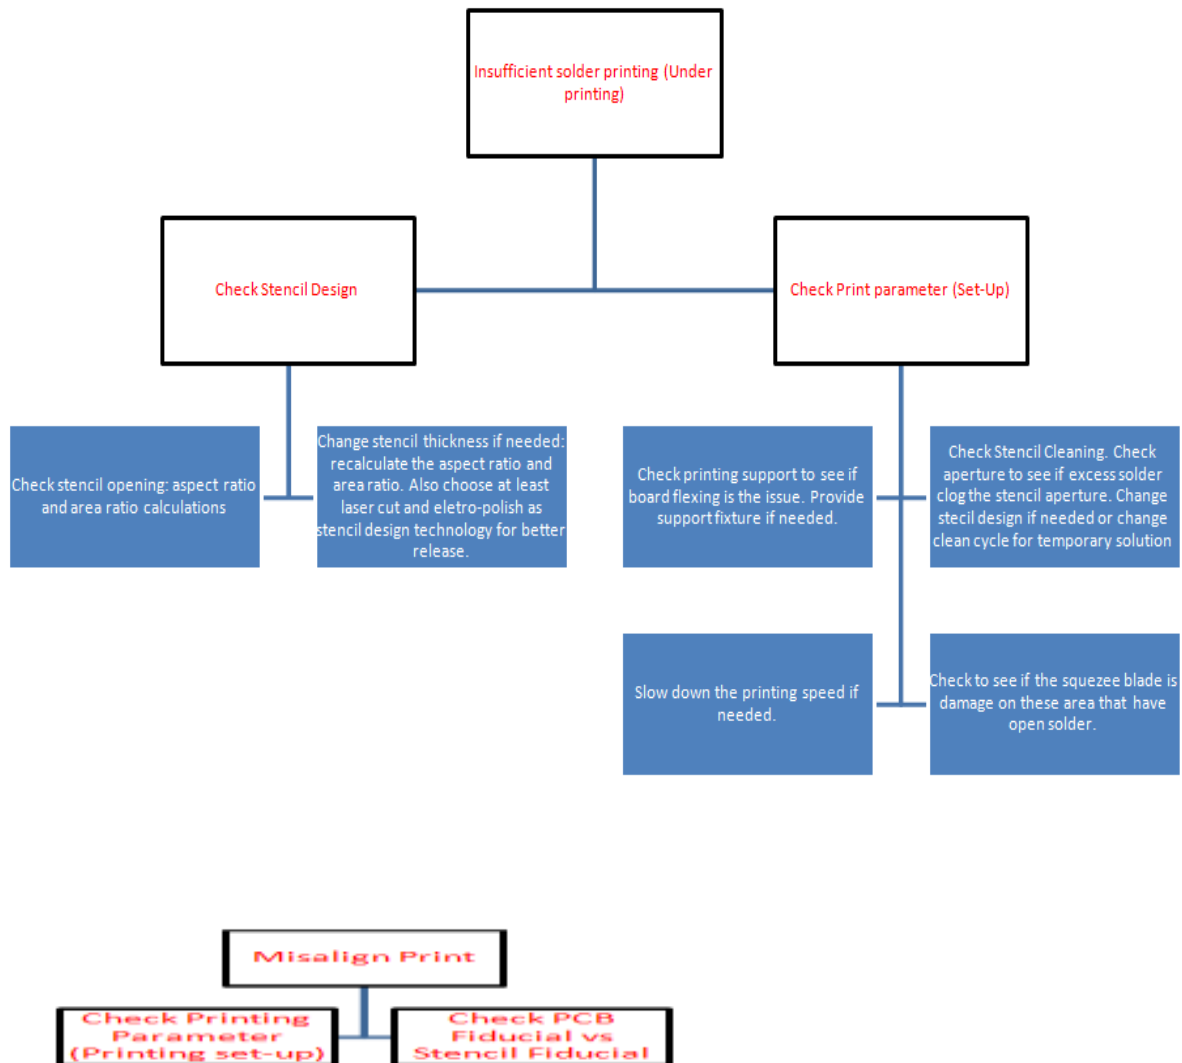 Insufficient solder printing (Under
printing)
Check Stencil Design
Check Print parameter (Set-Up)
Check stencil opening: aspect ratio
and area ratio calculations
Change stencil thickness if needed:
recalculate the aspect ratio and
area ratio. Also choose at least
laser cut and eletro-polish as
stencil design technology for better
release.
Check printing support to see if
board flexing is the issue. Provide
support fixture if needed.
Check Stencil Cleaning. Check
aperture to see if excess solder
clog the stencil aperture. Change
stecil design if needed or change
clean cycle for temporary solution
Slow down the printing speed if
needed.
Check to see if the squezee blade is
damage on these area that have
open solder.
Misalign Print
Check Printing
Parameter
(Printing set-up)
Check PCB
Fiducial vs
Stencil Fiducial